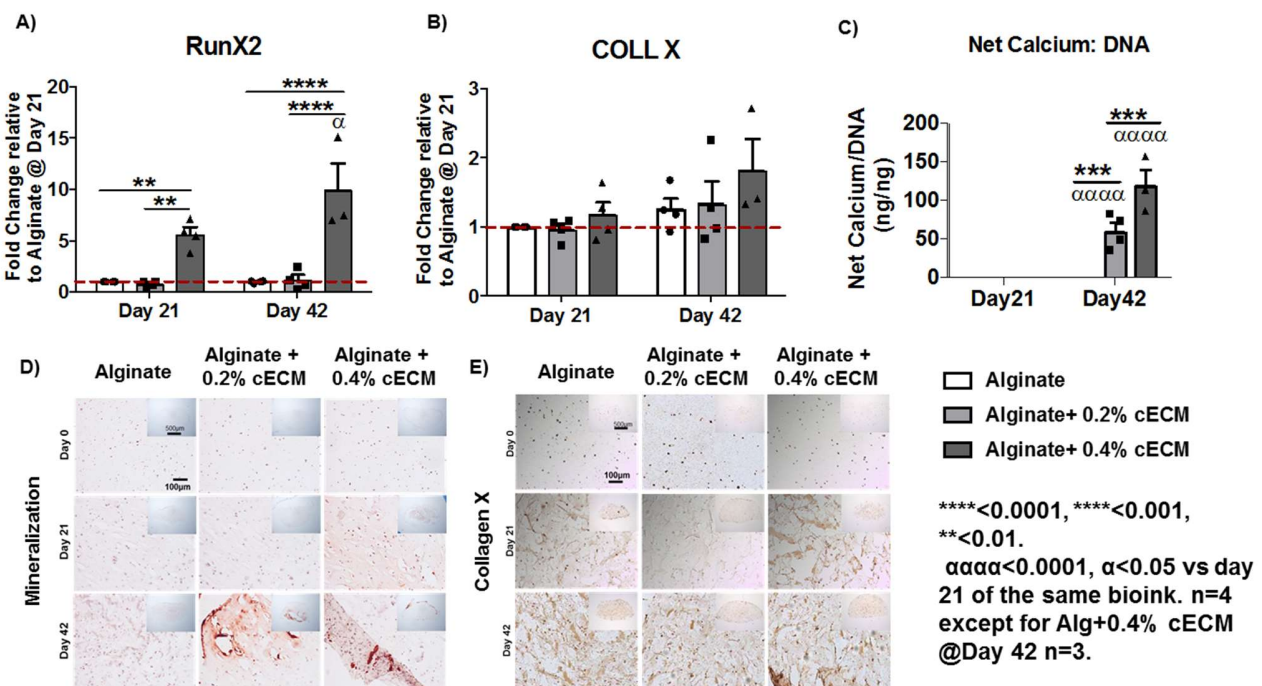 A)
RunX2
Fold Change relative
to Alginate @ Day 21
20
15
10
5
0
****
****
α
**
**
Day 21
Day 42
B)
COLL X
Fold Change relative
to Alginate @ Day 21
3
2
1
0
Day 21
Day 42
C)
Net Calcium: DNA
Net Calcium/DNA
(ng/ng)
200
150
100
50
0
***
αααα
***
αααα
Day21
Day42
D)
Alginate
Alginate +
0.2% cECM
Alginate +
0.4% cECM
Mineralization
Day 0
Day 21
Day 42
500µm
100µm
E)
Alginate
Alginate +
0.2% cECM
Alginate +
0.4% cECM
Collagen X
Day 0
Day 21
Day 42
500µm
100µm
Alginate
Alginate+ 0.2% cECM
Alginate+ 0.4% cECM
****<0.0001, ****<0.001,
**<0.01.
αααα<0.0001, α<0.05 vs day
21 of the same bioink. n=4
except for Alg+0.4% cECM
@Day 42 n=3.